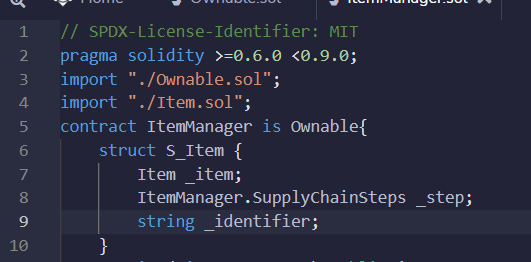 Home
Ownable.sol
ItemManager.sol
1 // SPDX-License-Identifier: MIT
2 pragma solidity >=0.6.0 <0.9.0;
3 import "./Ownable.sol";
4 import "./Item.sol";
5 contract ItemManager is Ownable{
6 struct S_Item {
7 Item _item;
8 ItemManager.SupplyChainSteps _step;
9 string _identifier;
10 }